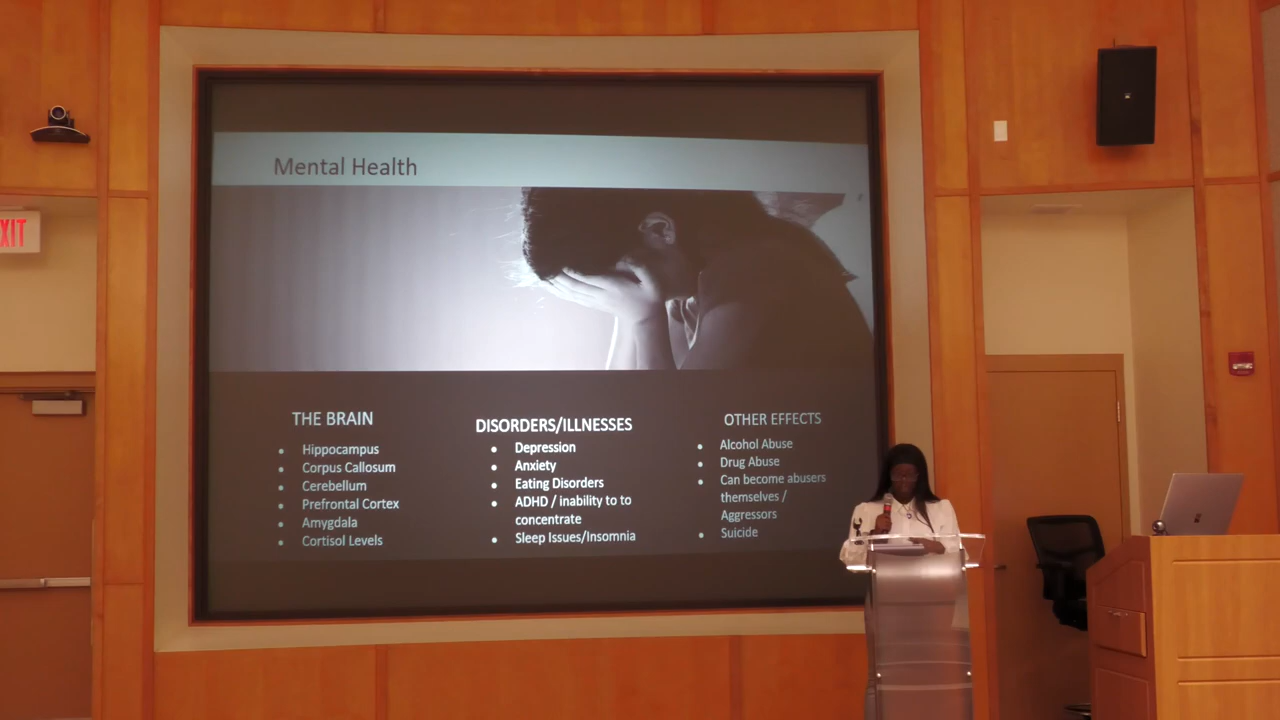 Mental Health
XIT
THE BRAIN
Hippocampus
Corpus Callosum
Cerebellum
Prefrontal Cortex
Amygdala
Cortisol Levels
DISORDERS/ILLNESSES
Depression
Anxiety
Eating Disorders
ADHD / inability to to
concentrate
Sleep Issues/Insomnia
OTHER EFFECTS
Alcohol Abuse
Drug Abuse
Can become abusers
themselves /
Aggressors
Suicide